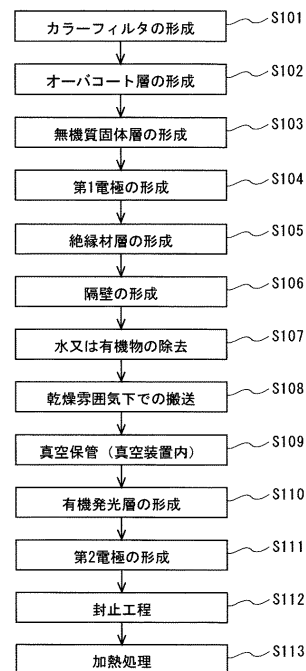 カラーフィルタの形成
S101
オーバコート層の形成
S102
無機質固体層の形成
S103
第1電極の形成
S104
絶縁材層の形成
S105
隔壁の形成
S106
水又は有機物の除去
S107
乾燥雰囲気下での搬送
S108
真空保管（真空装置内）
S109
有機発光層の形成
S110
第2電極の形成
S111
封止工程
S112
加熱処理
S113